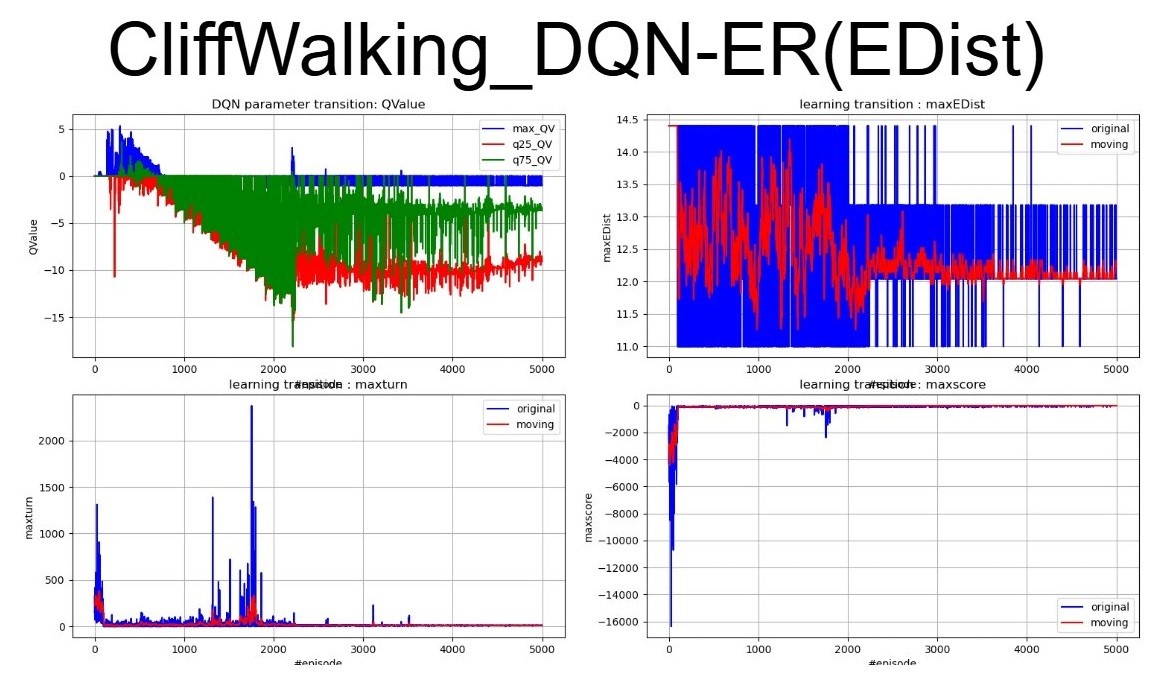 CliffWalking_DQN-ER(EDist)
DQN parameter transition: QValue
QValue
5
0
−5
−10
−15
max_QV
q25_QV
q75_QV
0 1000 2000 3000 4000 5000
#episode
learning transition : maxEDist
maxEDist
14.5
14.0
13.5
13.0
12.5
12.0
11.5
11.0
original
moving
0 1000 2000 3000 4000 5000
#episode
learning transition : maxturn
maxturn
2000
1500
1000
500
0
original
moving
0 1000 2000 3000 4000 5000
#episode
learning transition : maxscore
maxscore
0
−2000
−4000
−6000
−8000
−10000
−12000
−14000
−16000
original
moving
0 1000 2000 3000 4000 5000
#episode